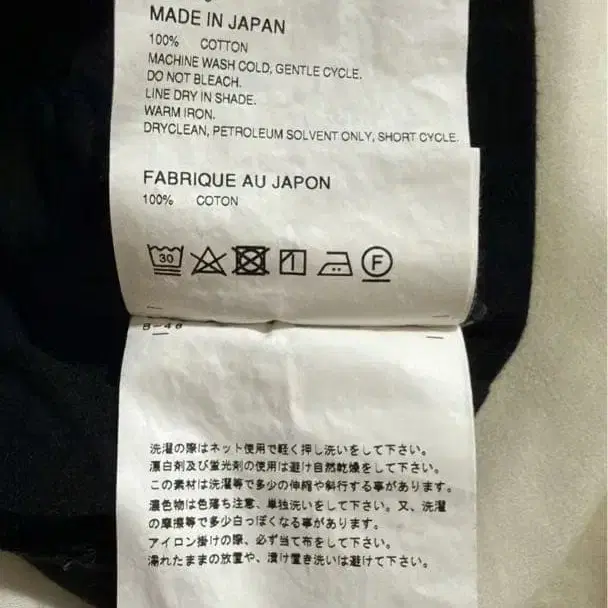 MADE IN JAPAN
100% COTTON
MACHINE WASH COLD, GENTLE CYCLE.
DO NOT BLEACH.
LINE DRY IN SHADE.
WARM IRON.
DRYCLEAN, PETROLEUM SOLVENT ONLY, SHORT CYCLE.
FABRIQUE AU JAPON
100% COTON
30 F
洗濯の際はネット使用で軽く押し洗いをして下さい。
漂白剤及び蛍光剤の使用は避け自然乾燥をして下さい。
この素材は洗濯等で多少の伸縮や斜行する事があります。
濃色物は色落ち注意、単独洗いをして下さい。又、洗濯
の摩擦等で多少白っぽくなる事があります。
アイロン掛けの際、必ず当て布をして下さい。
濡れたままの放置や、漬け置き洗いは避けて下さい。